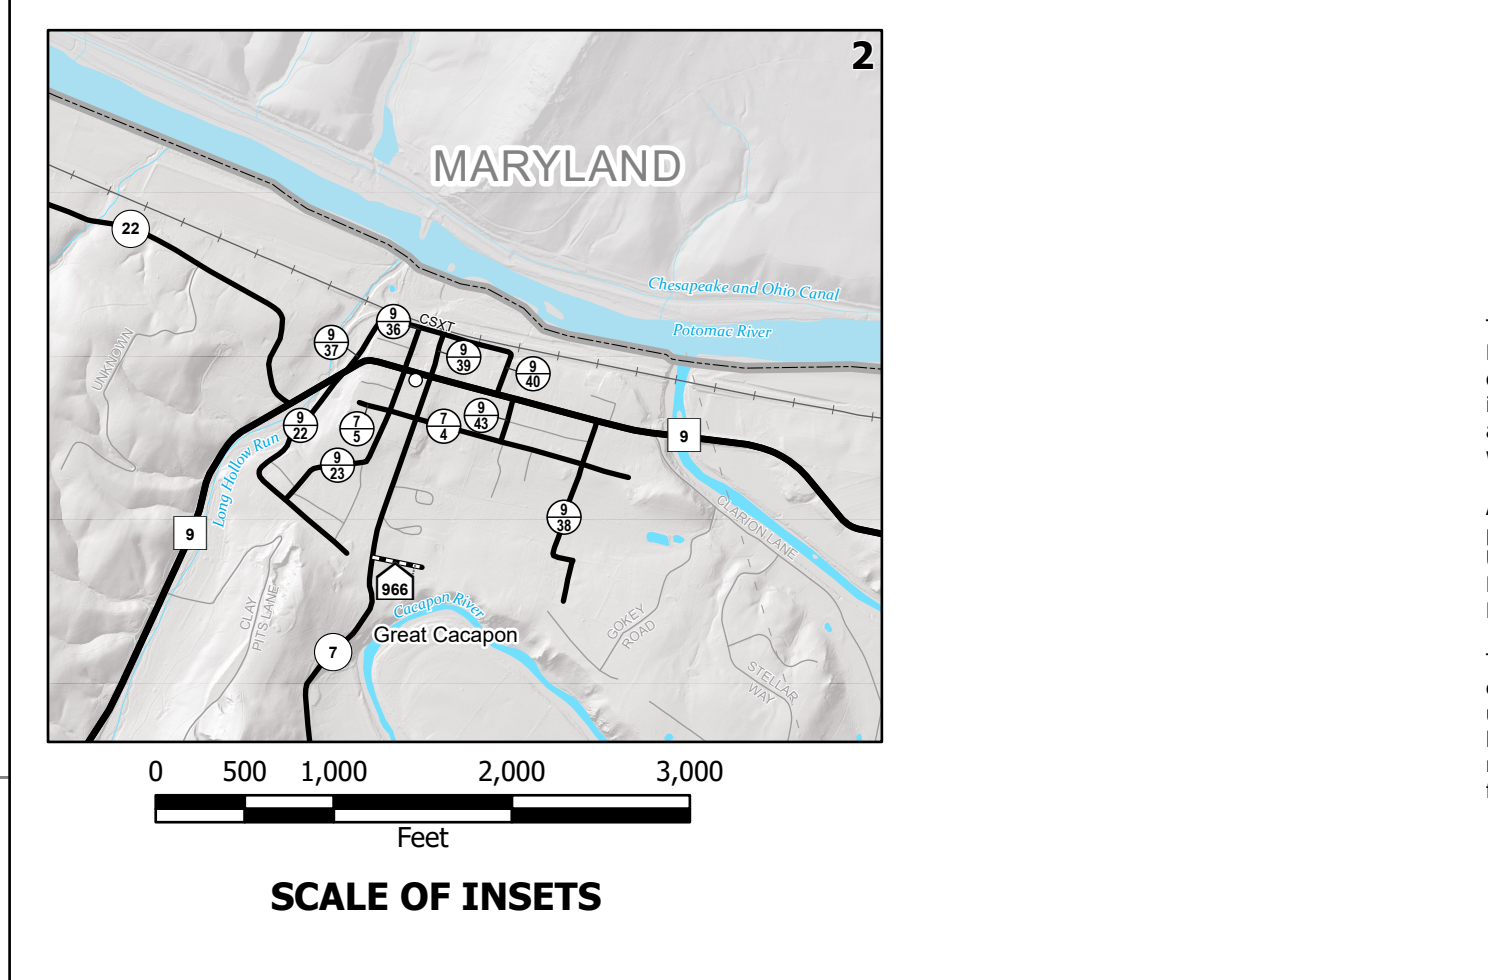 2
MARYLAND
22
Chesapeake and Ohio Canal
Potomac River
CSXT
9
36
9
37
9
39
9
40
UNKNOWN
9
22
7
5
7
4
9
43
9
Long Hollow Run
9
23
9
38
CLARION LANE
9
966
Cacapon River
CLAY
PITS LANE
GOKEY
ROAD
Great Cacapon
7
STELLAR
WAY
0 500 1,000 2,000 3,000
Feet
SCALE OF INSETS